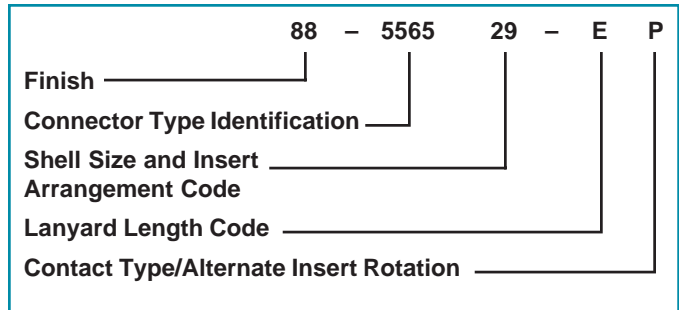 88 – 5565 29 – E P
Finish
Connector Type Identification
Shell Size and Insert
Arrangement Code
Lanyard Length Code
Contact Type/Alternate Insert Rotation